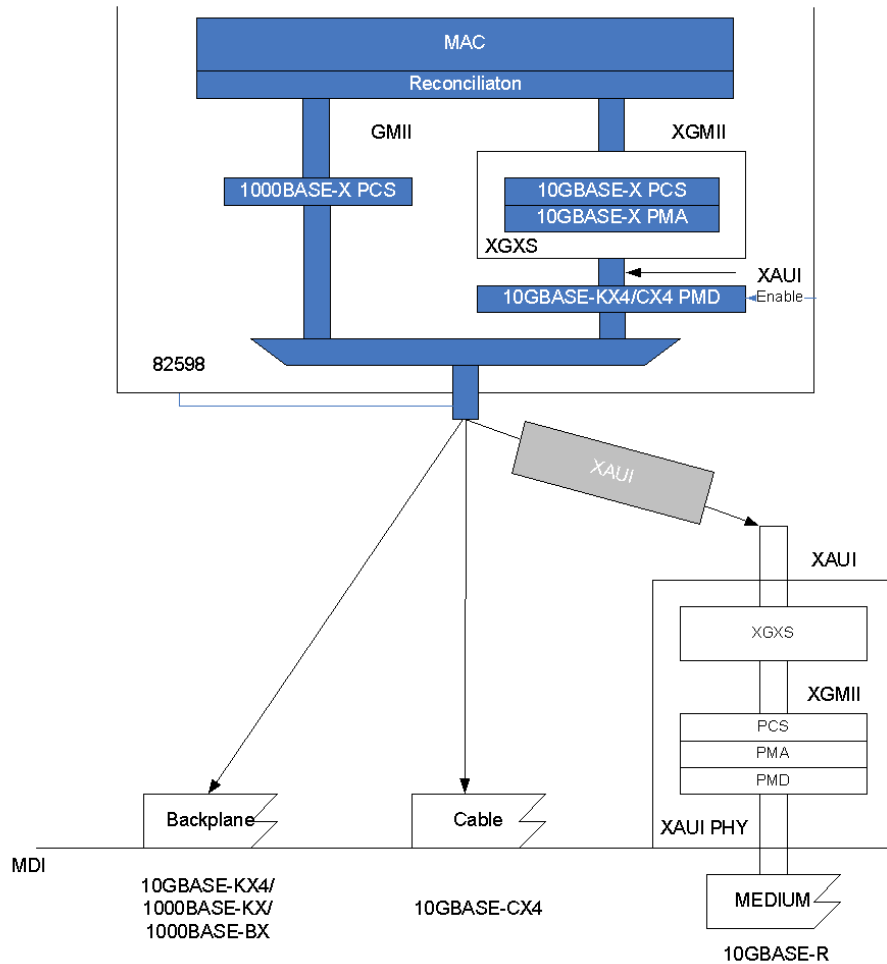 MAC
Reconciliaton
GMII
XGMII
1000BASE-X PCS
10GBASE-X PCS
10GBASE-X PMA
XGXS
XAUI
10GBASE-KX4/CX4 PMD
Enable
82598
XAUI
XAUI
XGXS
XGMII
PCS
PMA
PMD
Backplane
Cable
XAUI PHY
MDI
10GBASE-KX4/
1000BASE-KX/
1000BASE-BX
10GBASE-CX4
MEDIUM
10GBASE-R